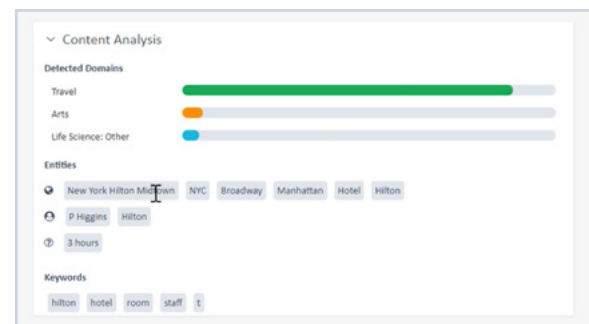 Content Analysis
Detected Domains
Travel
Arts
Life Science: Other
Entities
New York Hilton Midtown NYC Broadway Manhattan Hotel Hilton
P Higgins Hilton
3 hours
Keywords
hilton hotel room staff t